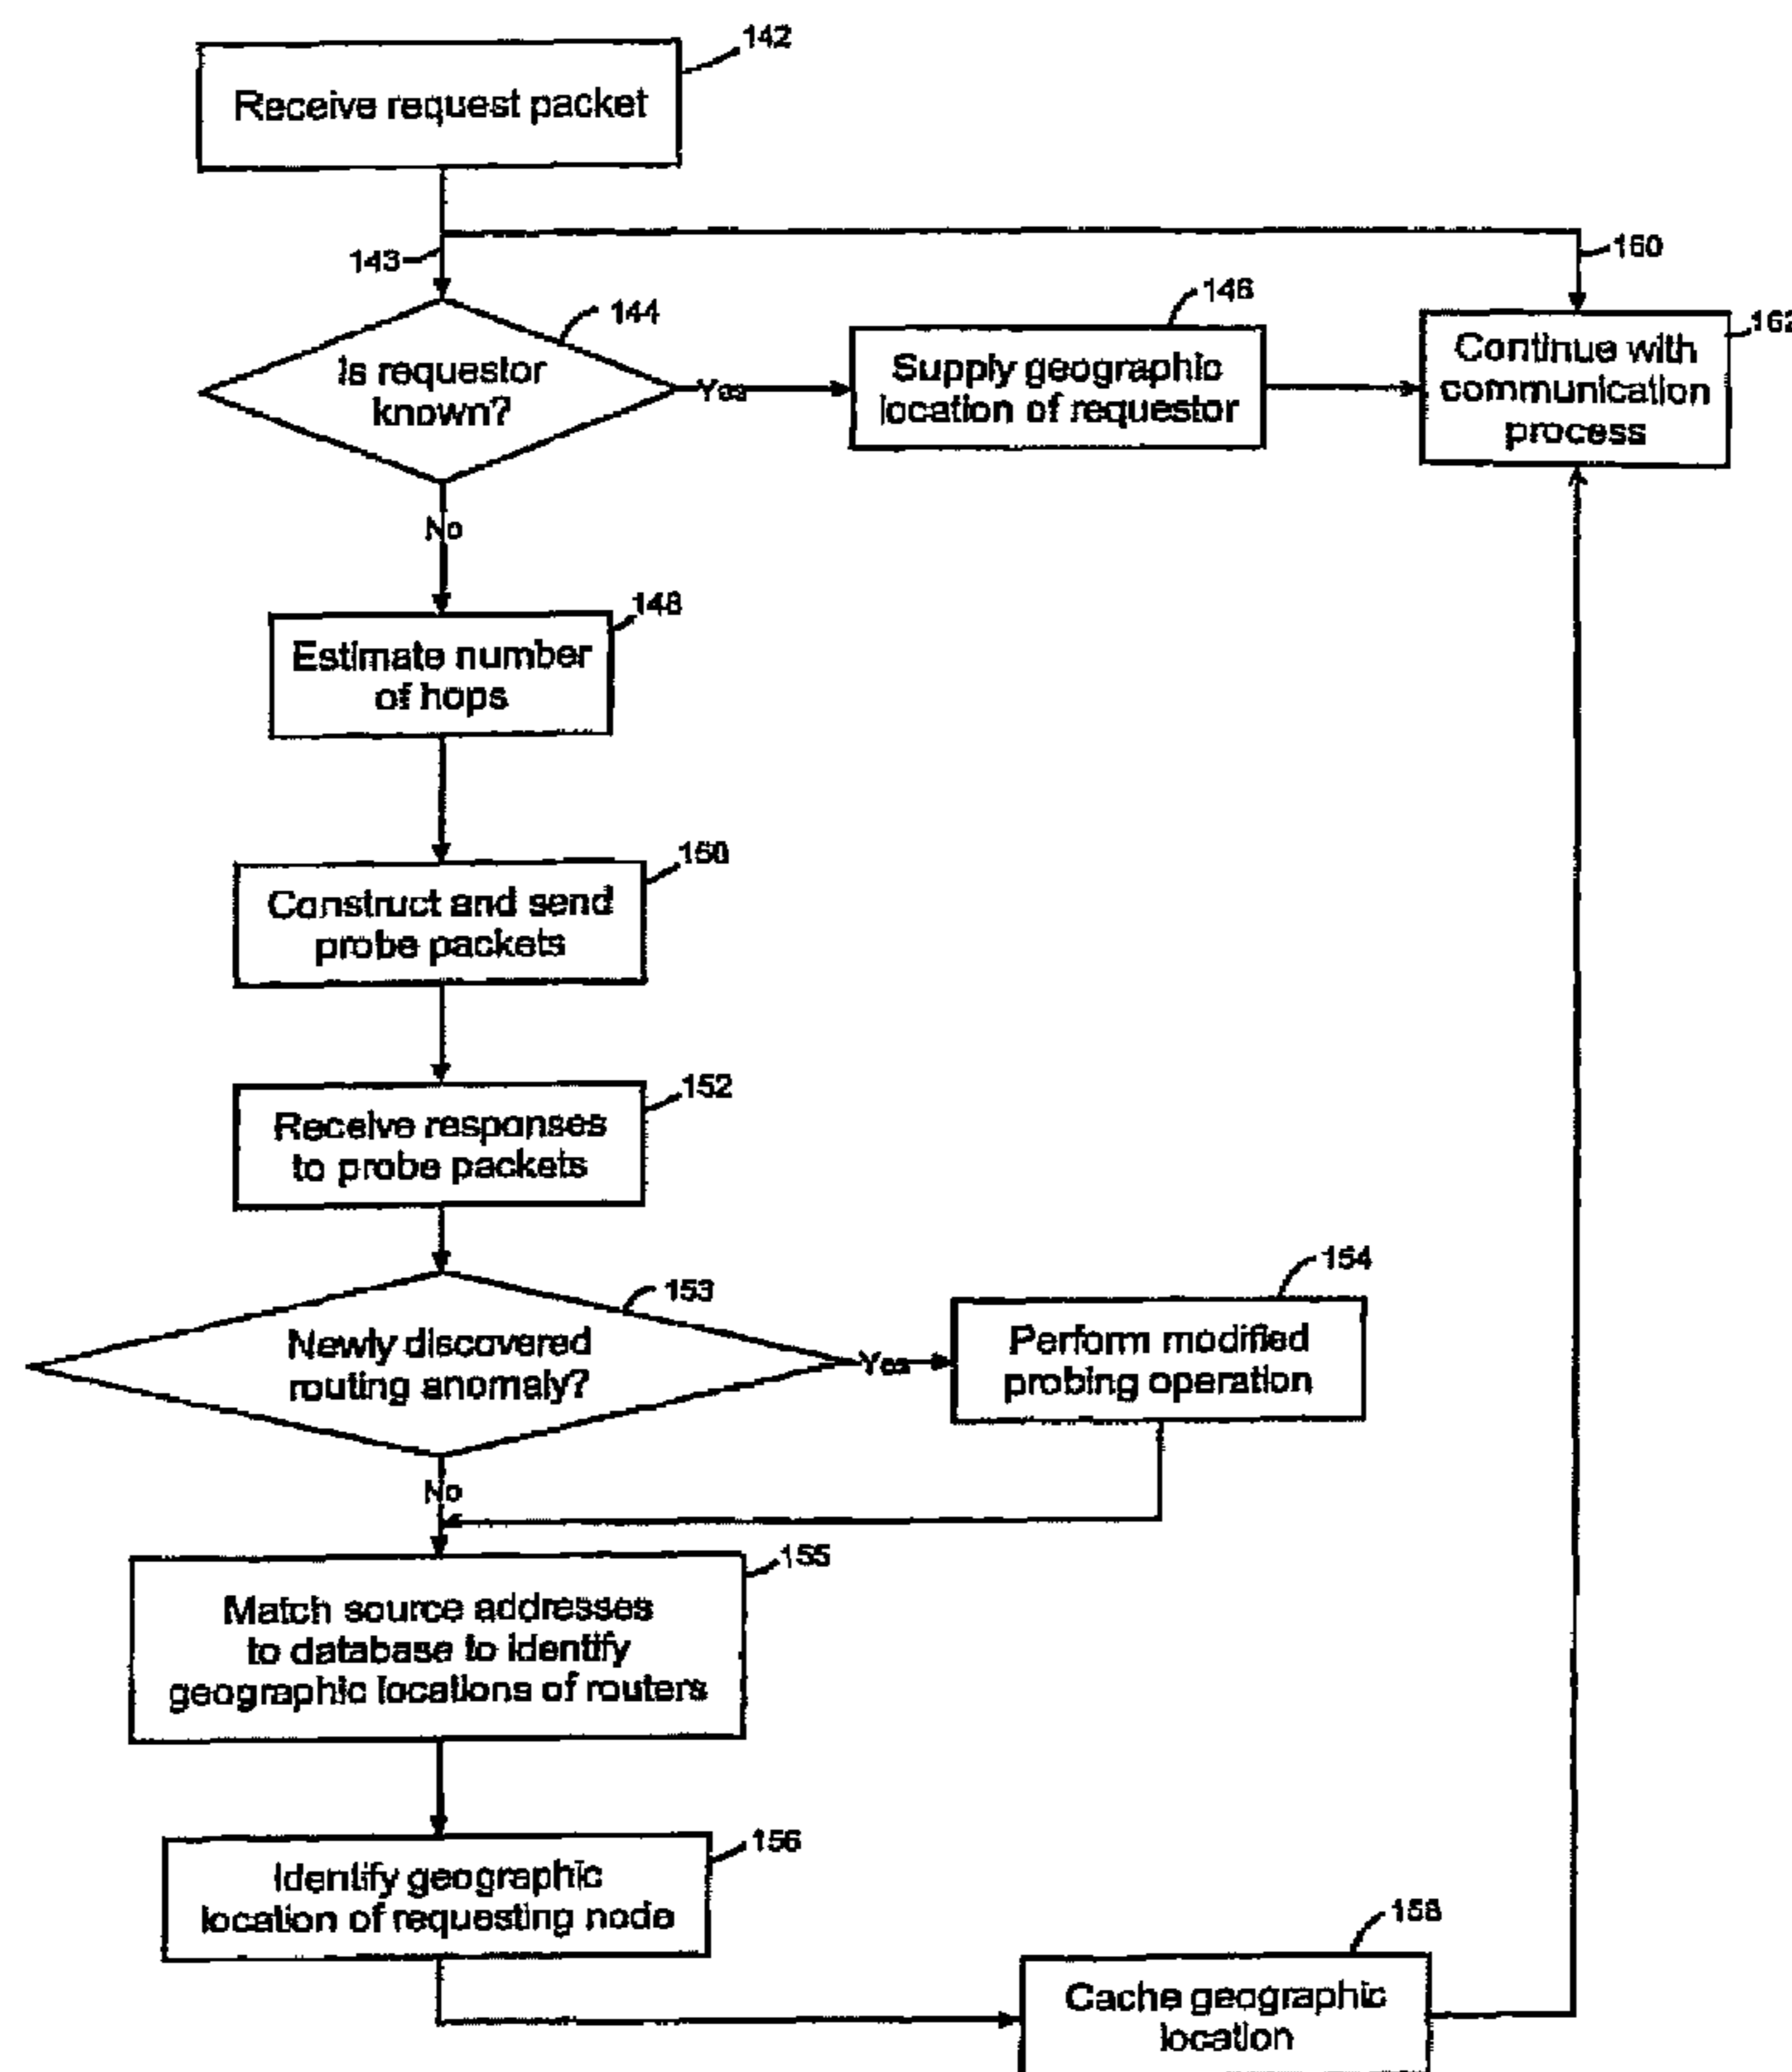 142
Receive request packet
143
160
144
Is requestor
known?
Yes
146
Supply geographic
location of requestor
162
Continue with
communication
process
No
148
Estimate number
of hops
150
Construct and send
probe packets
152
Receive responses
to probe packets
153
Newly discovered
routing anomaly?
Yes
154
Perform modified
probing operation
No
155
Match source addresses
to database to identify
geographic locations of routers
156
Identify geographic
location of requesting node
158
Cache geographic
location